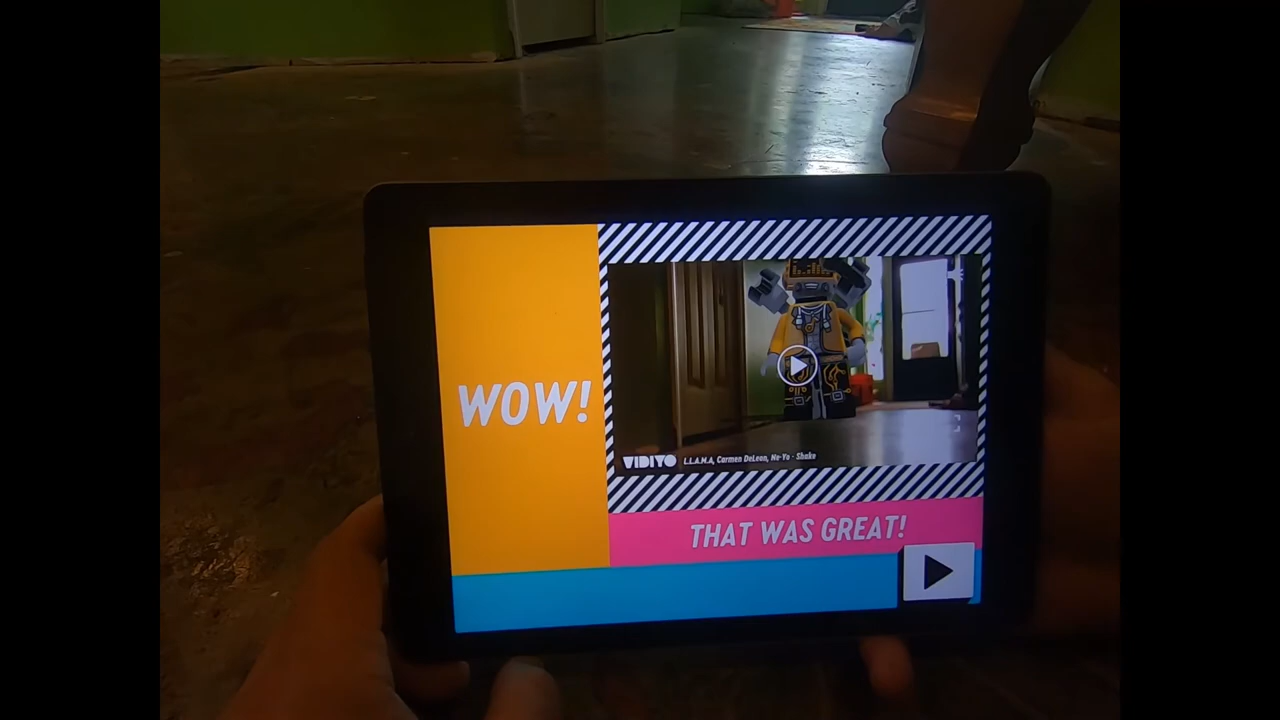 WOW!
VIDIYO L.L.A.M.A, Carmen DeLeon, Ne-Yo - Shake
THAT WAS GREAT!